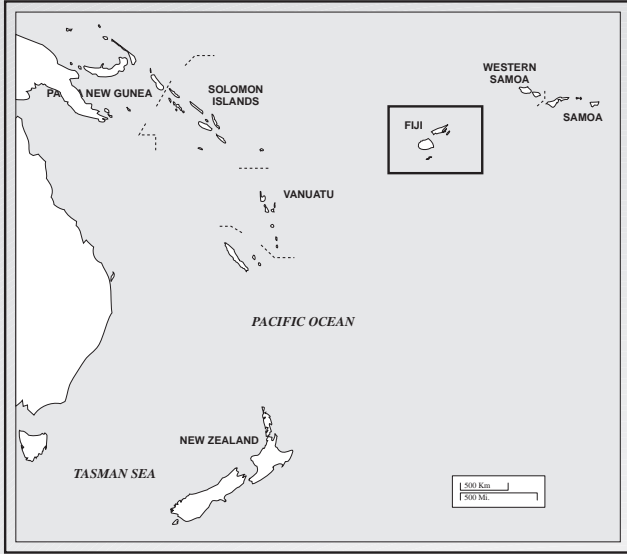 WESTERN
SAMOA
SAMOA
PAPUA NEW GUNEA
SOLOMON
ISLANDS
FIJI
VANUATU
PACIFIC OCEAN
NEW ZEALAND
TASMAN SEA
500 Km
500 Mi.